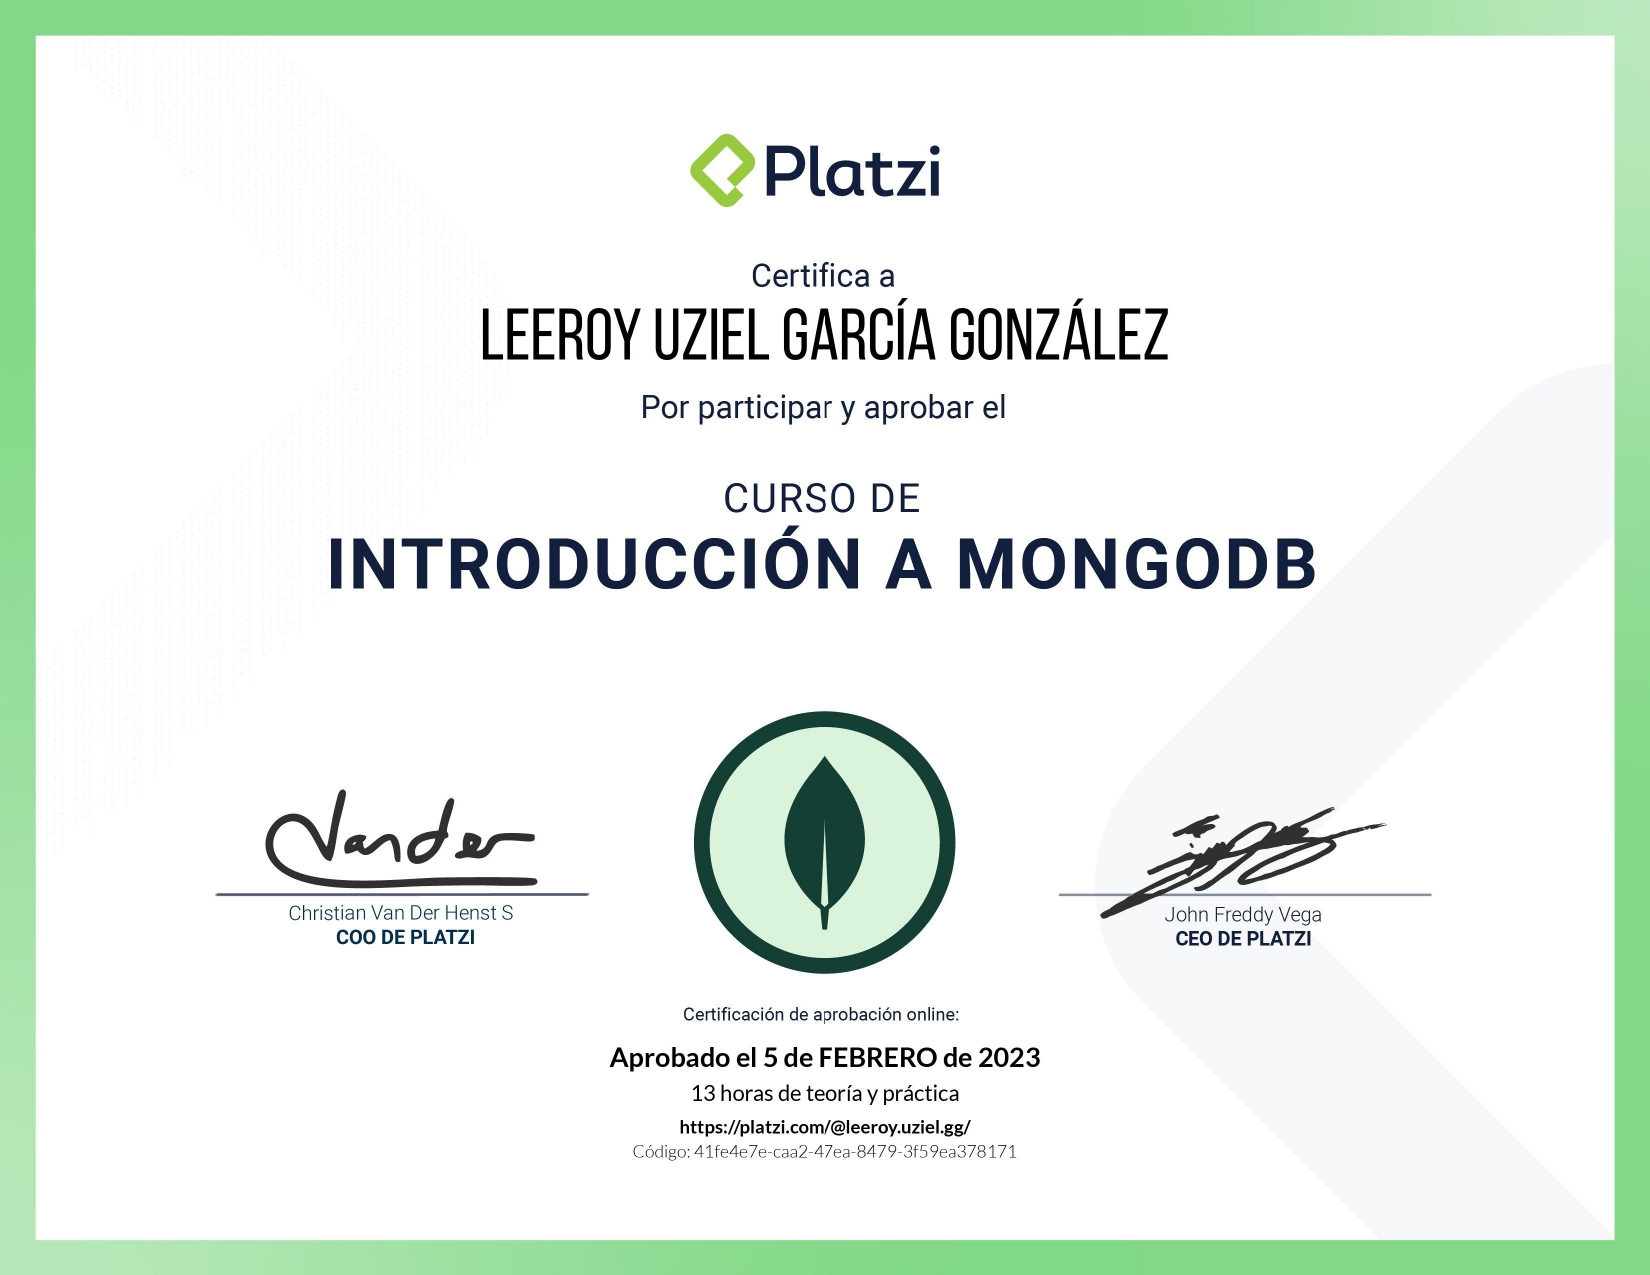 Platzi
Certifica a
LEEROY UZIEL GARCÍA GONZÁLEZ
Por participar y aprobar el
CURSO DE
INTRODUCCIÓN A MONGODB
Vander
Christian Van Der Henst S
COO DE PLATZI
John Freddy Vega
CEO DE PLATZI
Certificación de aprobación online:
Aprobado el 5 de FEBRERO de 2023
13 horas de teoría y práctica
https://platzi.com/@leeroy.uziel.gg/
Código: 41fe4e7e-caa2-47ea-8479-3f59ea378171